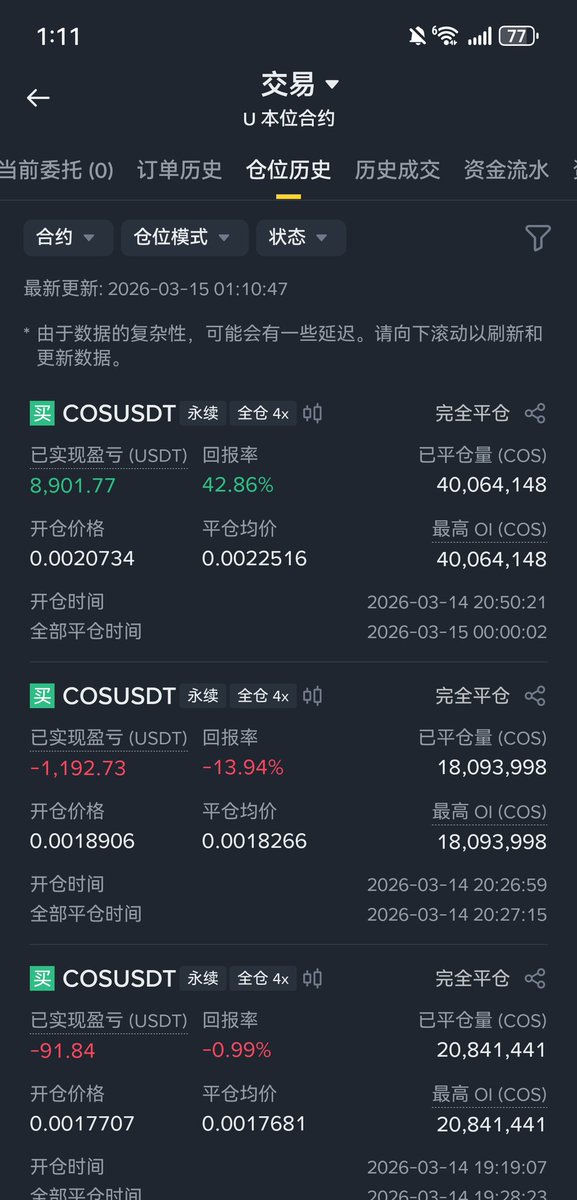 1:11
6
77
交易
U 本位合约
当前委托 (0) 订单历史 仓位历史 历史成交 资金流水
合约 仓位模式 状态
最新更新: 2026-03-15 01:10:47
* 由于数据的复杂性，可能会有一些延迟。请向下滚动以刷新和
更新数据。
买 COSUSDT 永续 全仓 4x 完全平仓
已实现盈亏 (USDT) 回报率 已平仓量 (COS)
8,901.77 42.86% 40,064,148
开仓价格 平仓均价 最高 OI (COS)
0.0020734 0.0022516 40,064,148
开仓时间 2026-03-14 20:50:21
全部平仓时间 2026-03-15 00:00:02
买 COSUSDT 永续 全仓 4x 完全平仓
已实现盈亏 (USDT) 回报率 已平仓量 (COS)
-1,192.73 -13.94% 18,093,998
开仓价格 平仓均价 最高 OI (COS)
0.0018906 0.0018266 18,093,998
开仓时间 2026-03-14 20:26:59
全部平仓时间 2026-03-14 20:27:15
买 COSUSDT 永续 全仓 4x 完全平仓
已实现盈亏 (USDT) 回报率 已平仓量 (COS)
-91.84 -0.99% 20,841,441
开仓价格 平仓均价 最高 OI (COS)
0.0017707 0.0017681 20,841,441
开仓时间 2026-03-14 19:19:07
全部平仓时间 2026-03-14 19:28:23